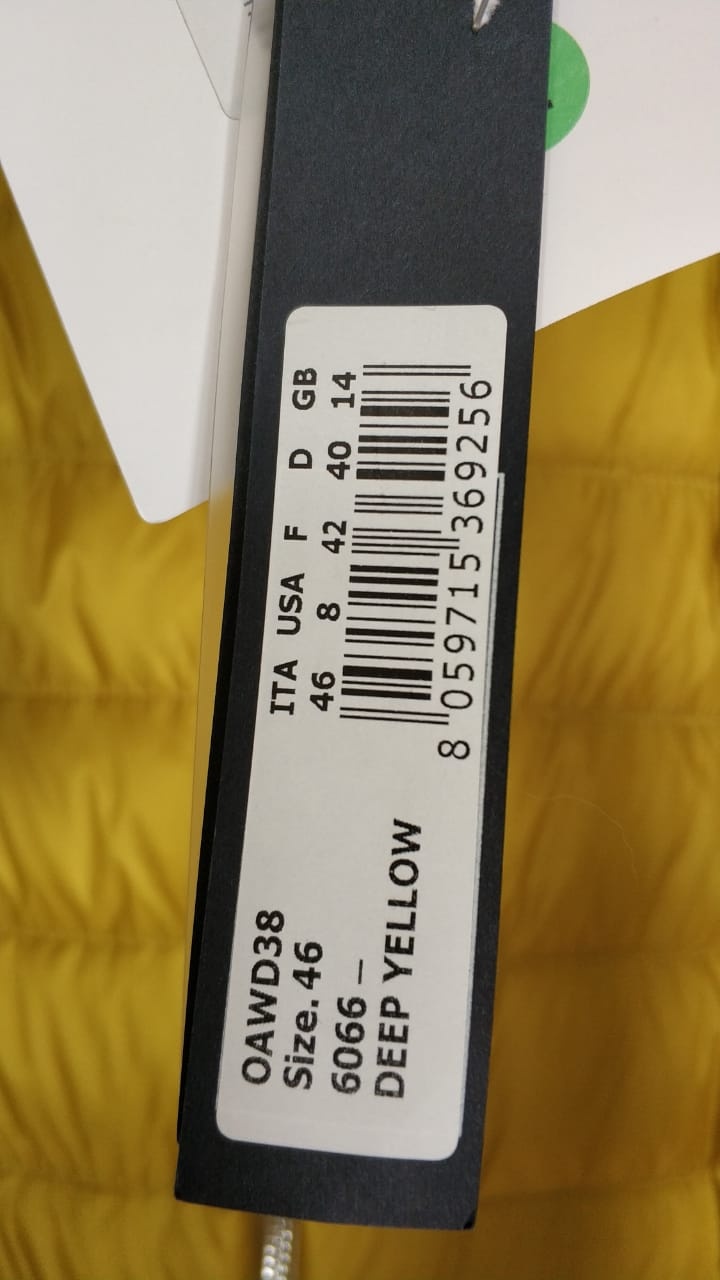 OAWD38
Size. 46
6066 –
DEEP YELLOW
ITA USA F D GB
46 8 42 40 14
8 059715 369256